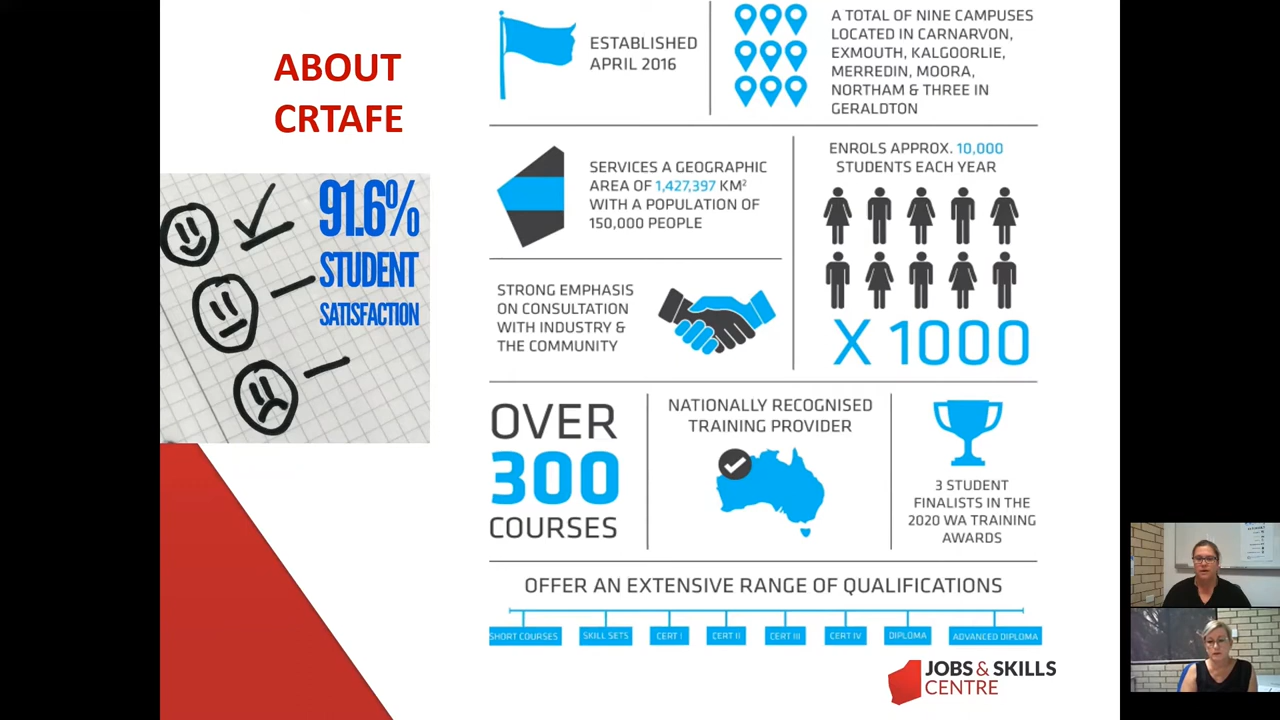 ABOUT
CRTAFE
91.6%
STUDENT
SATISFACTION
ESTABLISHED
APRIL 2016
A TOTAL OF NINE CAMPUSES
LOCATED IN CARNARVON,
EXMOUTH, KALGOORLIE,
MERREDIN, MOORA,
NORTHAM & THREE IN
GERALDTON
SERVICES A GEOGRAPHIC
AREA OF 1,427,397 KM²
WITH A POPULATION OF
150,000 PEOPLE
ENROLS APPROX. 10,000
STUDENTS EACH YEAR
X 1000
STRONG EMPHASIS
ON CONSULTATION
WITH INDUSTRY &
THE COMMUNITY
OVER
300
COURSES
NATIONALLY RECOGNISED
TRAINING PROVIDER
3 STUDENT
FINALISTS IN THE
2020 WA TRAINING
AWARDS
OFFER AN EXTENSIVE RANGE OF QUALIFICATIONS
SHORT COURSES SKILL SETS CERT I CERT II CERT III CERT IV DIPLOMA ADVANCED DIPLOMA
JOBS & SKILLS
CENTRE